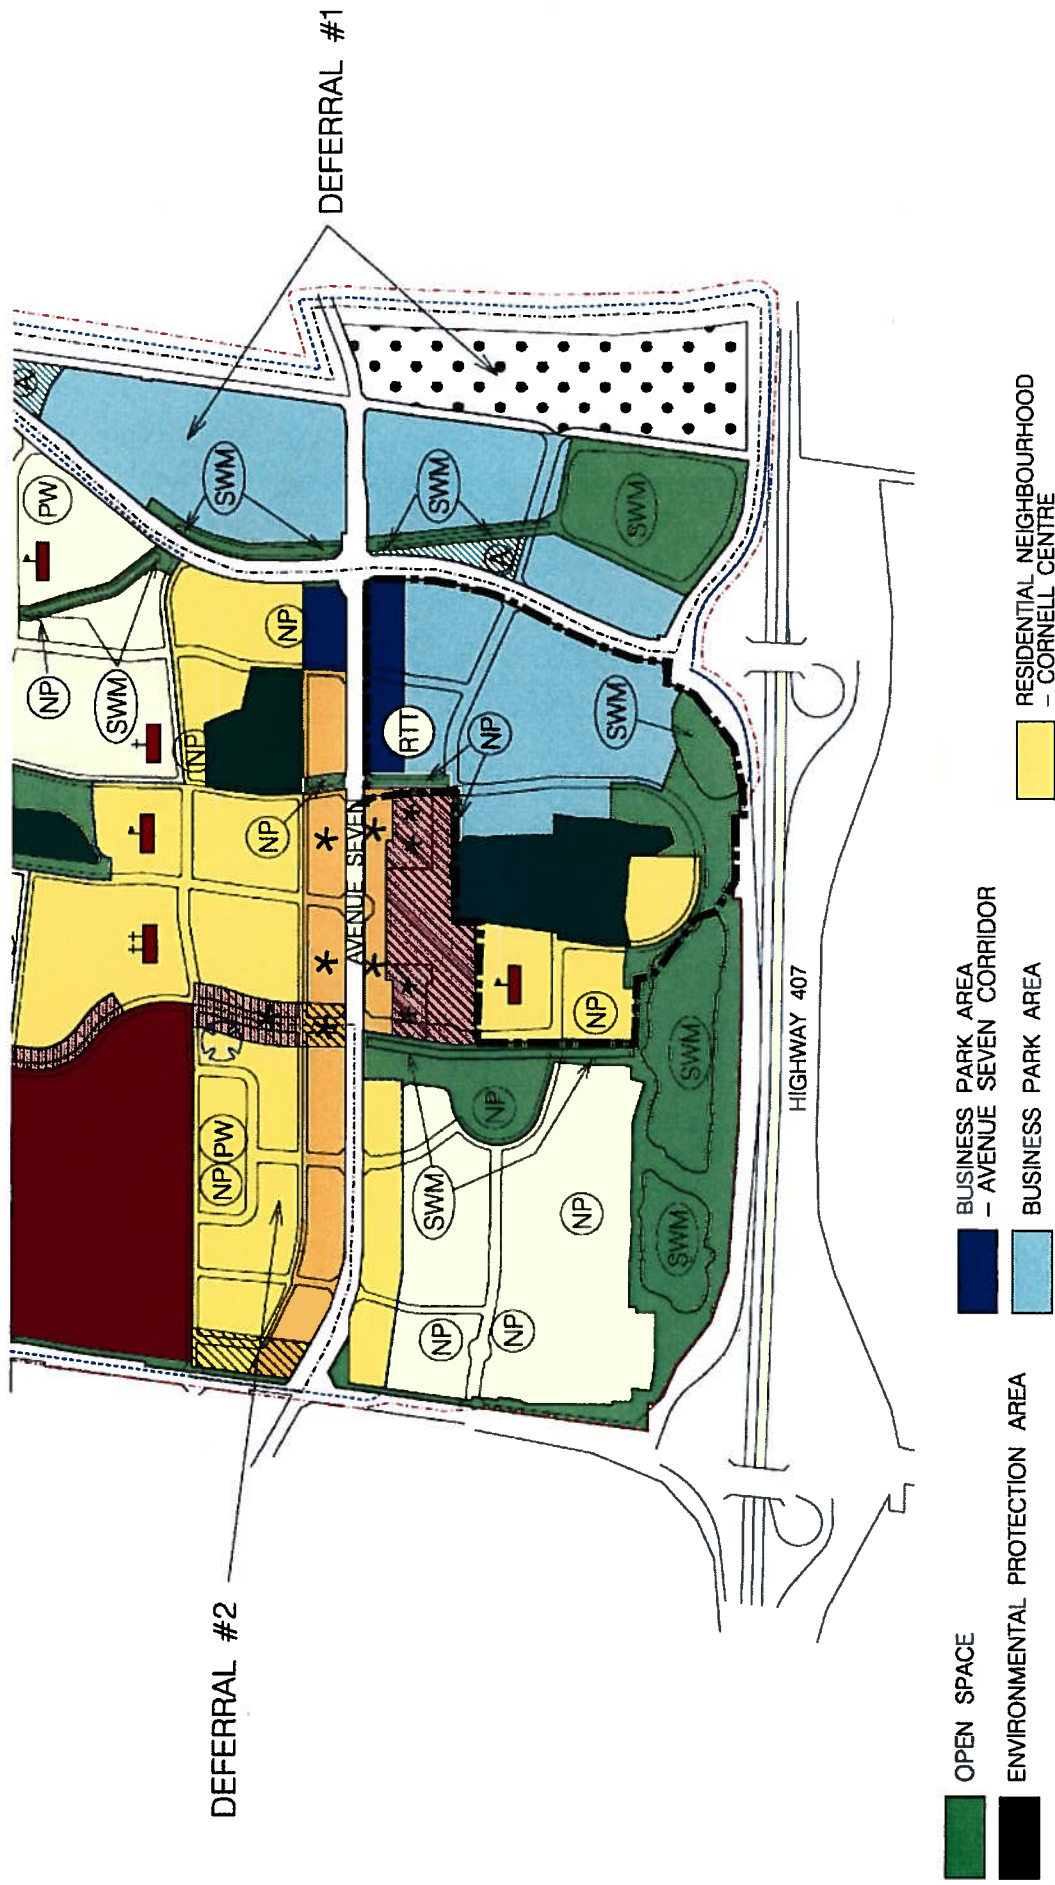 A
NP
PW
SWM
NP
DEFERRAL #2
NP PW
SWM
NP
NP
DEFERRAL #1
AVENUE SEVEN
RTT
SWM
SWM
NP
NP
NP
A
NP
NP
NP
SWM
SWM
SWM
SWM
HIGHWAY 407
OPEN SPACE
ENVIRONMENTAL PROTECTION AREA
BUSINESS PARK AREA
- AVENUE SEVEN CORRIDOR
BUSINESS PARK AREA
RESIDENTIAL NEIGHBOURHOOD
- CORNELL CENTRE